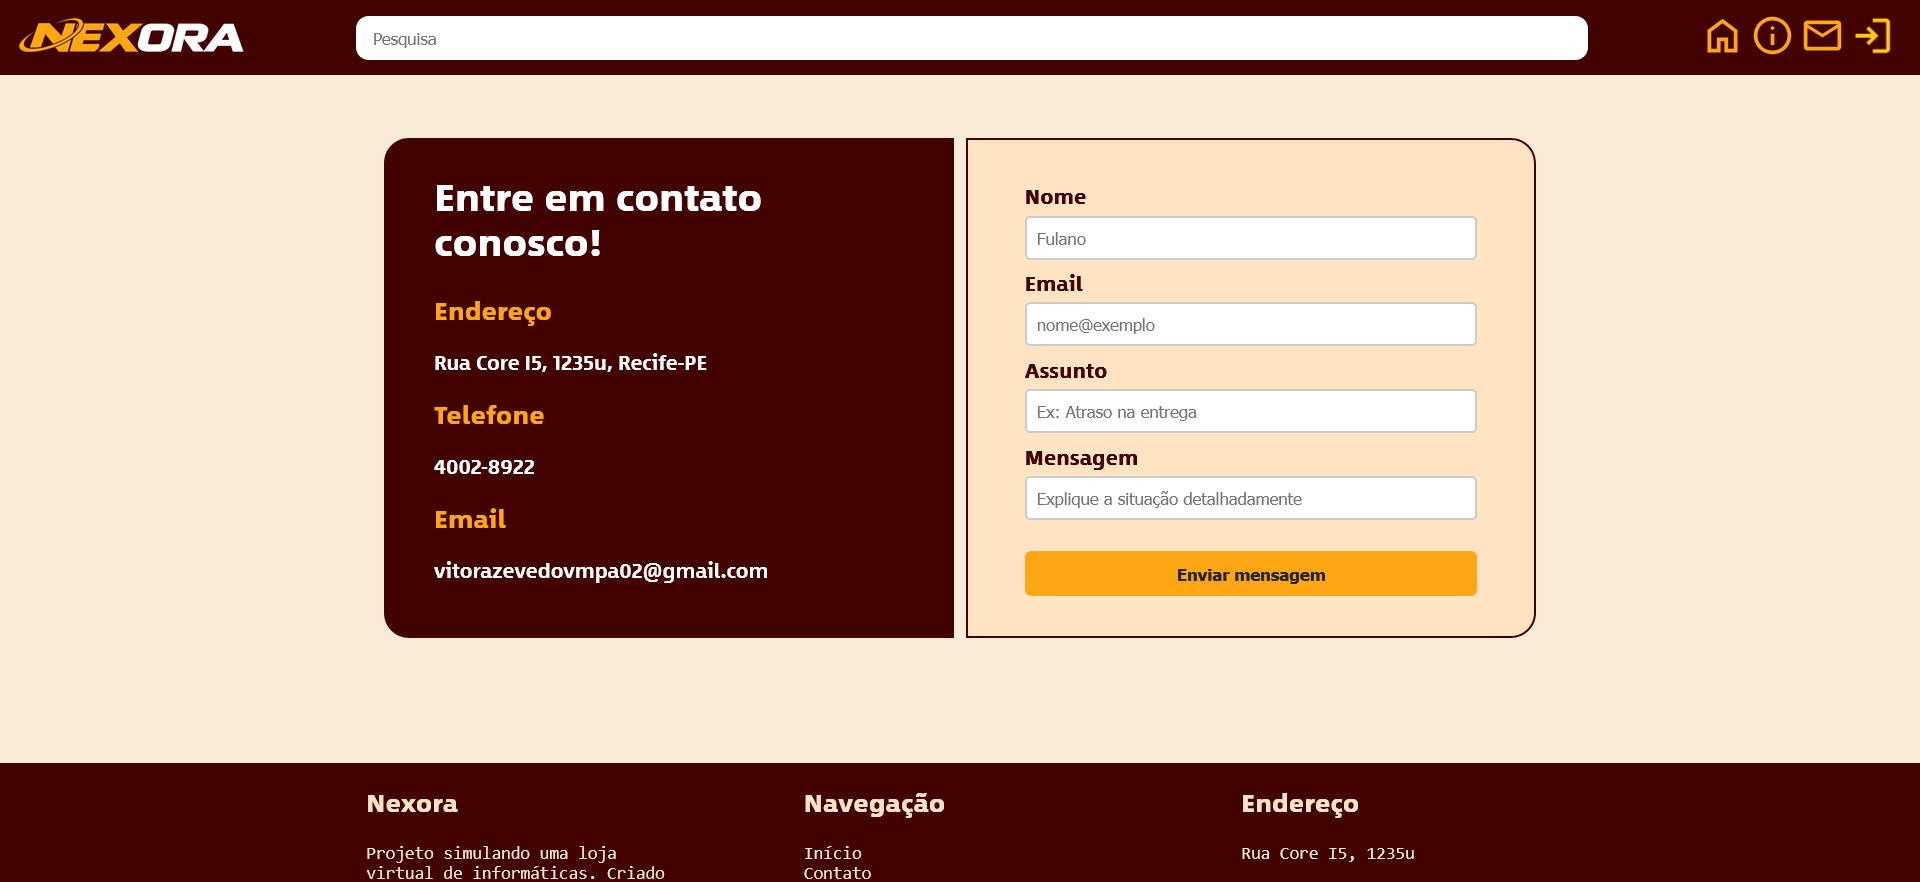 NEXORA
Pesquisa
Entre em contato
conosco!
Endereço
Rua Core I5, 1235u, Recife-PE
Telefone
4002-8922
Email
vitorazevedovmpa02@gmail.com
Nome
Fulano
Email
nome@exemplo
Assunto
Ex: Atraso na entrega
Mensagem
Explique a situação detalhadamente
Enviar mensagem
Nexora
Projeto simulando uma loja
virtual de informáticas. Criado
Navegação
Início
Contato
Endereço
Rua Core I5, 1235u